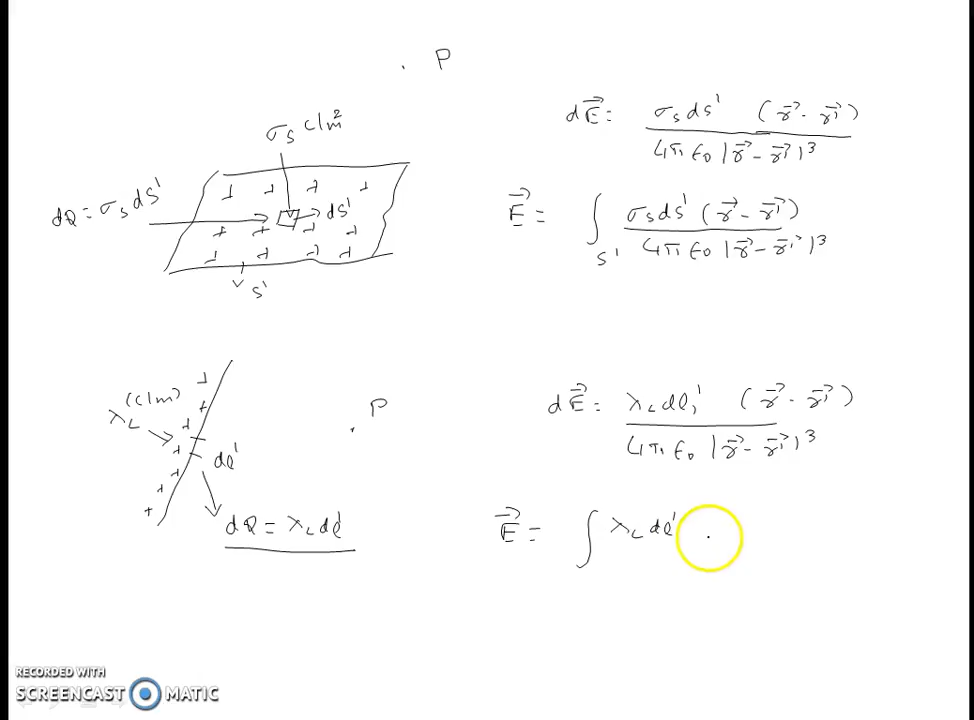 . P
σs c/m²
dQ = σs ds'
ds'
s'
dE⃗ = σs ds' (r⃗ - r⃗') / 4π ε0 |r⃗ - r⃗'|³
E⃗ = ∫s' σs ds' (r⃗ - r⃗') / 4π ε0 |r⃗ - r⃗'|³
(c/m)
λL
dl'
. P
dQ = λL dl'
dE⃗ = λL dl' (r⃗ - r⃗') / 4π ε0 |r⃗ - r⃗'|³
E⃗ = ∫ λL dl'
RECORDED WITH
SCREENCAST MATIC